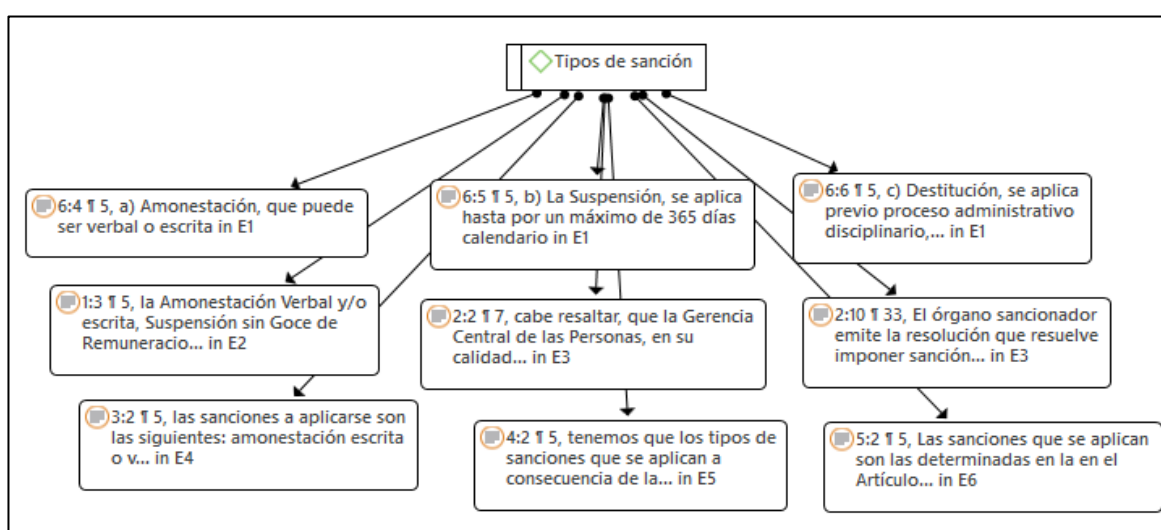 Tipos de sanción
6:4 ¶ 5, a) Amonestación, que puede
ser verbal o escrita in E1
6:5 ¶ 5, b) La Suspensión, se aplica
hasta por un máximo de 365 días
calendario in E1
6:6 ¶ 5, c) Destitución, se aplica
previo proceso administrativo
disciplinario,... in E1
1:3 ¶ 5, la Amonestación Verbal y/o
escrita, Suspensión sin Goce de
Remuneracio... in E2
2:2 ¶ 7, cabe resaltar, que la Gerencia
Central de las Personas, en su
calidad... in E3
2:10 ¶ 33, El órgano sancionador
emite la resolución que resuelve
imponer sanción... in E3
3:2 ¶ 5, las sanciones a aplicarse son
las siguientes: amonestación escrita
o v... in E4
4:2 ¶ 5, tenemos que los tipos de
sanciones que se aplican a
consecuencia de la... in E5
5:2 ¶ 5, Las sanciones que se aplican
son las determinadas en la en el
Artículo... in E6